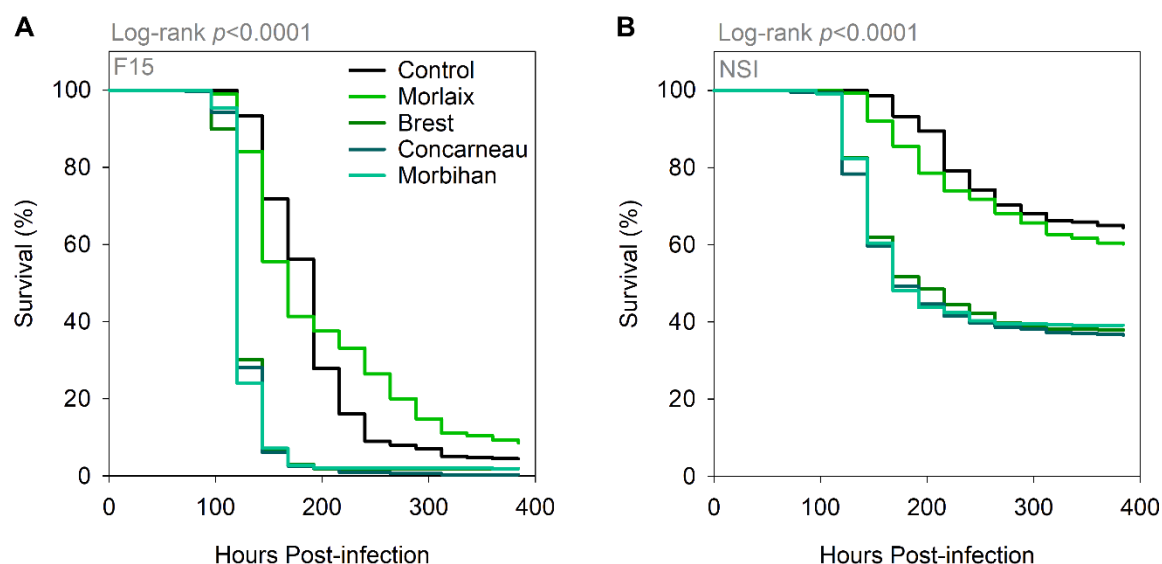 A
Log-rank p<0.0001
F15
Control
Morlaix
Brest
Concarneau
Morbihan
100
80
60
40
20
0
Survival (%)
0 100 200 300 400
Hours Post-infection
B
Log-rank p<0.0001
NSI
100
80
60
40
20
0
Survival (%)
0 100 200 300 400
Hours Post-infection